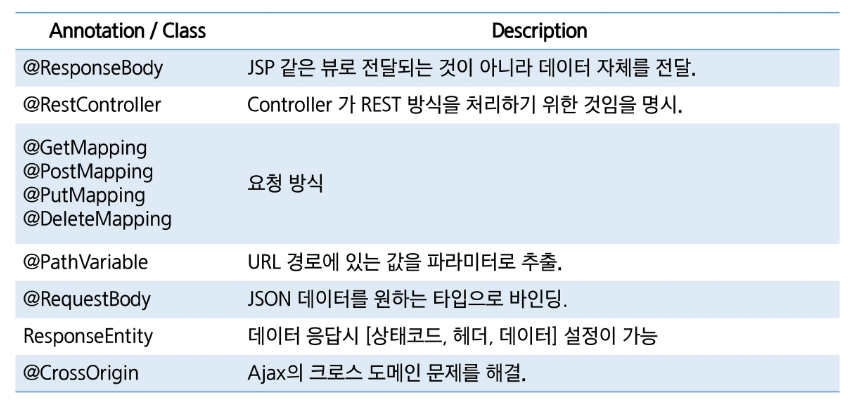 Annotation / Class Description
@ResponseBody JSP 같은 뷰로 전달되는 것이 아니라 데이터 자체를 전달.
@RestController Controller 가 REST 방식을 처리하기 위한 것임을 명시.
@GetMapping
@PostMapping
@PutMapping
@DeleteMapping
요청 방식
@PathVariable URL 경로에 있는 값을 파라미터로 추출.
@RequestBody JSON 데이터를 원하는 타입으로 바인딩.
ResponseEntity 데이터 응답시 [상태코드, 헤더, 데이터] 설정이 가능
@CrossOrigin Ajax의 크로스 도메인 문제를 해결.